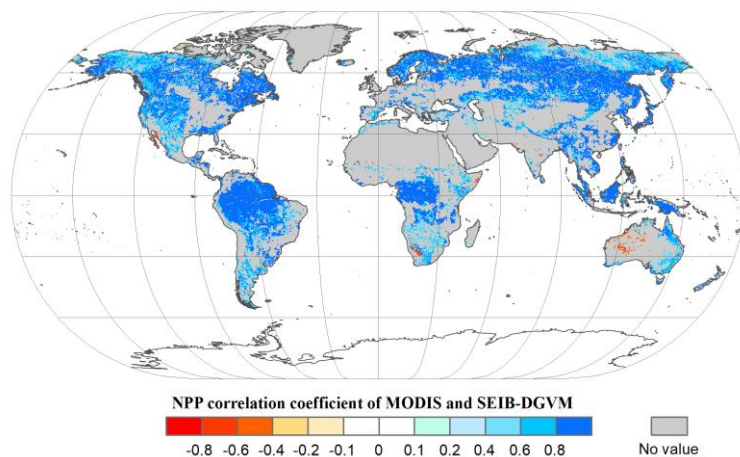 NPP correlation coefficient of MODIS and SEIB-DGVM
-0.8 -0.6 -0.4 -0.2 -0.1 0 0.1 0.2 0.4 0.6 0.8
No value